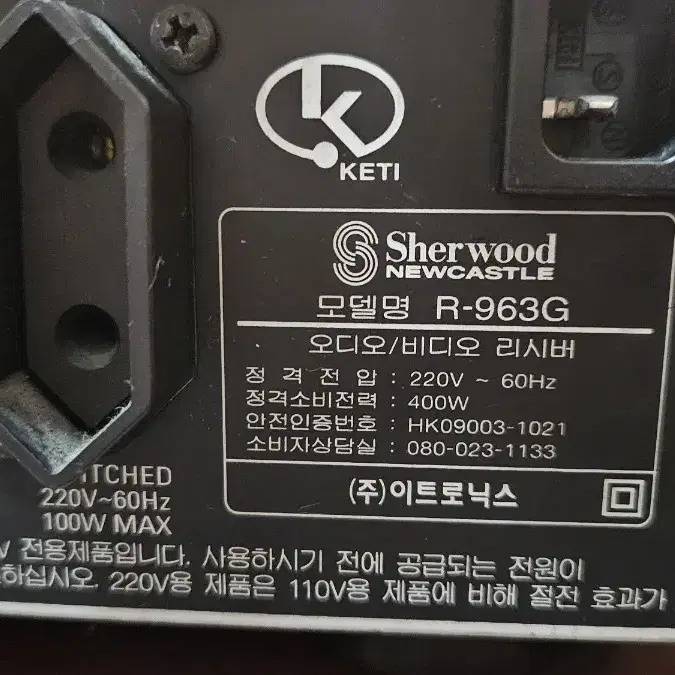 KETI
Sherwood
NEWCASTLE
모델명 R-963G
오디오/비디오 리시버
정 격 전 압 : 220V ~ 60Hz
정격소비전력 : 400W
안전인증번호 : HK09003-1021
소비자상담실 : 080-023-1133
(주)이트로닉스
220V~60Hz
100W MAX
전용제품입니다. 사용하시기 전에 공급되는 전원이
하십시오. 220V용 제품은 110V용 제품에 비해 절전 효과가